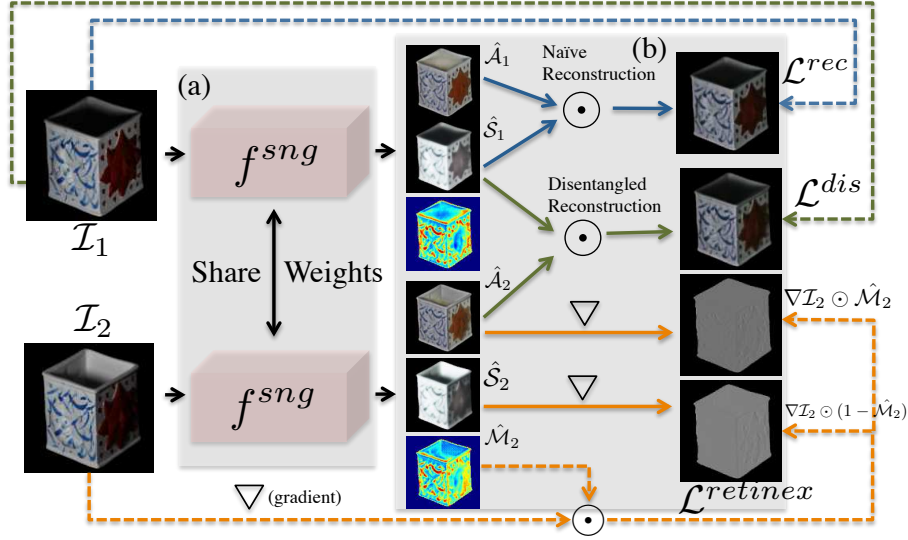 (a)
(b)
$\hat{\mathcal{A}}_1$
Naïve
Reconstruction
$\mathcal{L}^{rec}$
$f^{sng}$
$\hat{\mathcal{S}}_1$
$\mathcal{I}_1$
Disentangled
Reconstruction
$\mathcal{L}^{dis}$
Share Weights
$\hat{\mathcal{A}}_2$
$\nabla \mathcal{I}_2 \odot \hat{\mathcal{M}}_2$
$\mathcal{I}_2$
$f^{sng}$
$\hat{\mathcal{S}}_2$
$\nabla \mathcal{I}_2 \odot (1 - \hat{\mathcal{M}}_2)$
$\hat{\mathcal{M}}_2$
$\mathcal{L}^{retinex}$
▽ (gradient)